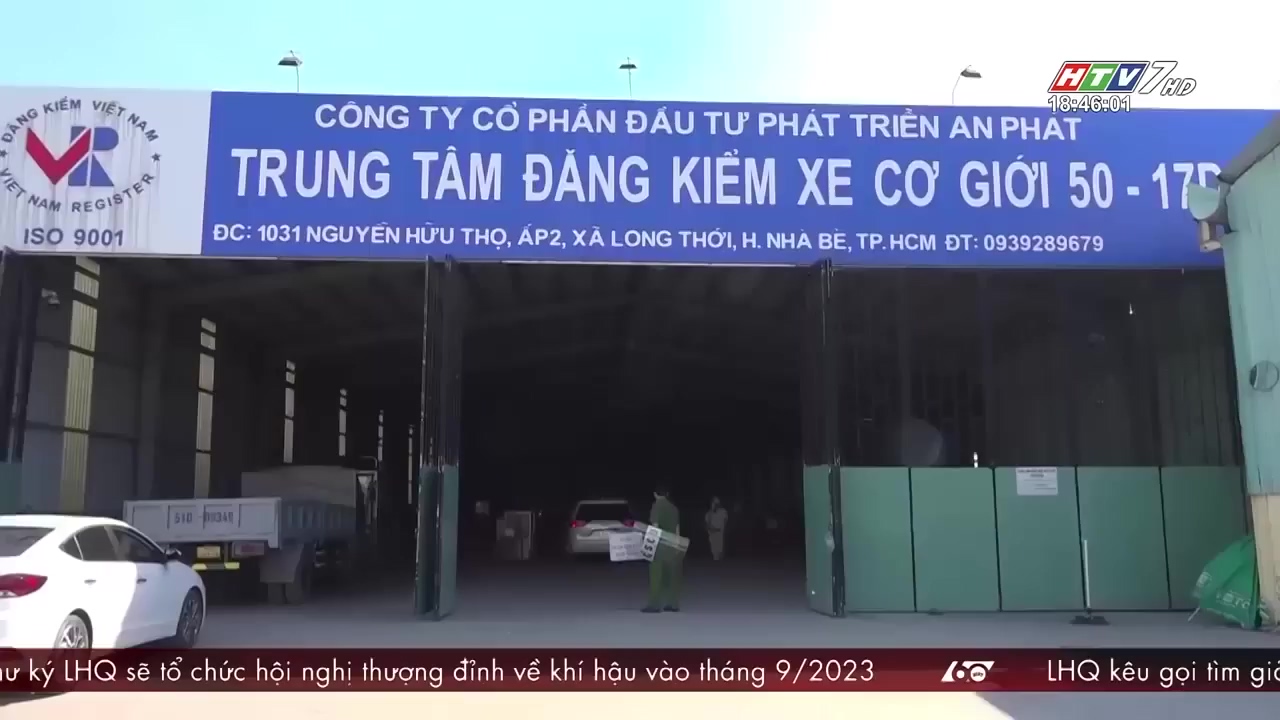 HTV7 HD
18:46:01
ĐĂNG KIỂM VIỆT NAM
VR
VIET NAM REGISTER
ISO 9001
CÔNG TY CỔ PHẦN ĐẦU TƯ PHÁT TRIỂN AN PHÁT
TRUNG TÂM ĐĂNG KIỂM XE CƠ GIỚI 50 - 17D
ĐC: 1031 NGUYỄN HỮU THỌ, ẤP2, XÃ LONG THỚI, H. NHÀ BÈ, TP.HCM ĐT: 0939289679
ký LHQ sẽ tổ chức hội nghị thượng đỉnh về khí hậu vào tháng 9/2023
LHQ kêu gọi tìm